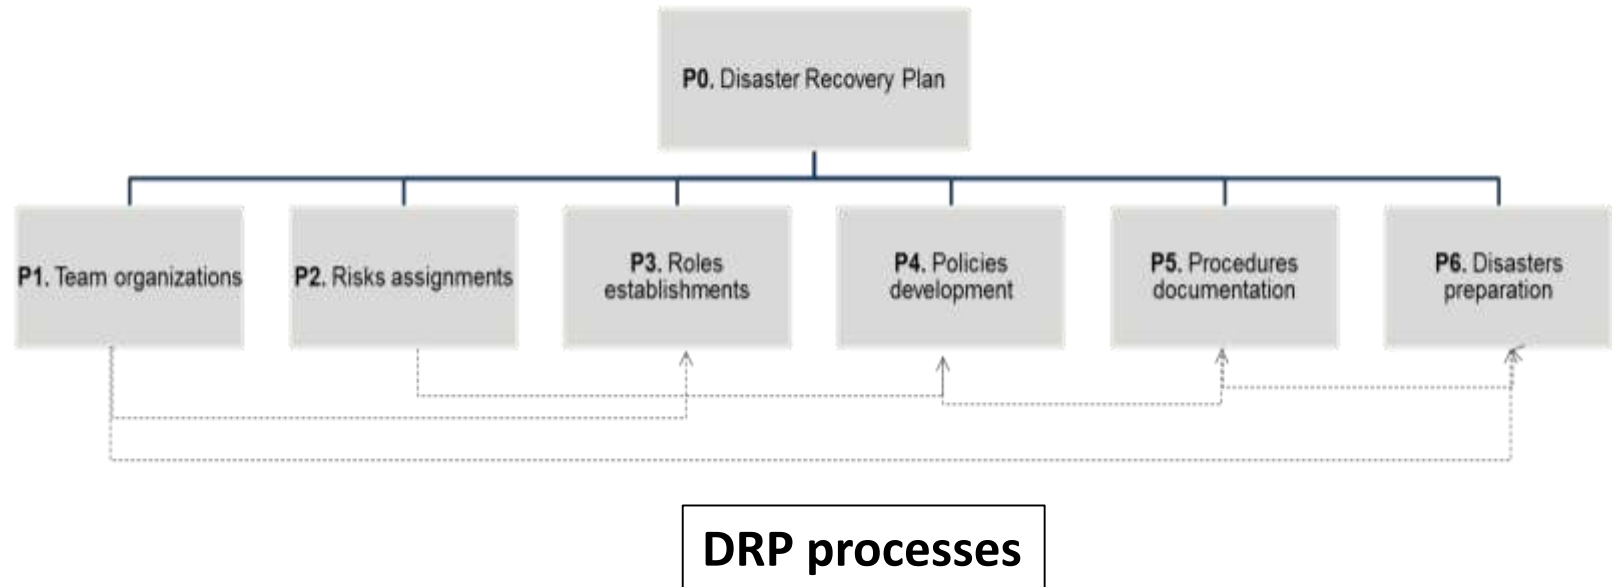 P0. Disaster Recovery Plan
P1. Team organizations
P2. Risks assignments
P3. Roles
establishments
P4. Policies
development
P5. Procedures
documentation
P6. Disasters
preparation
DRP processes